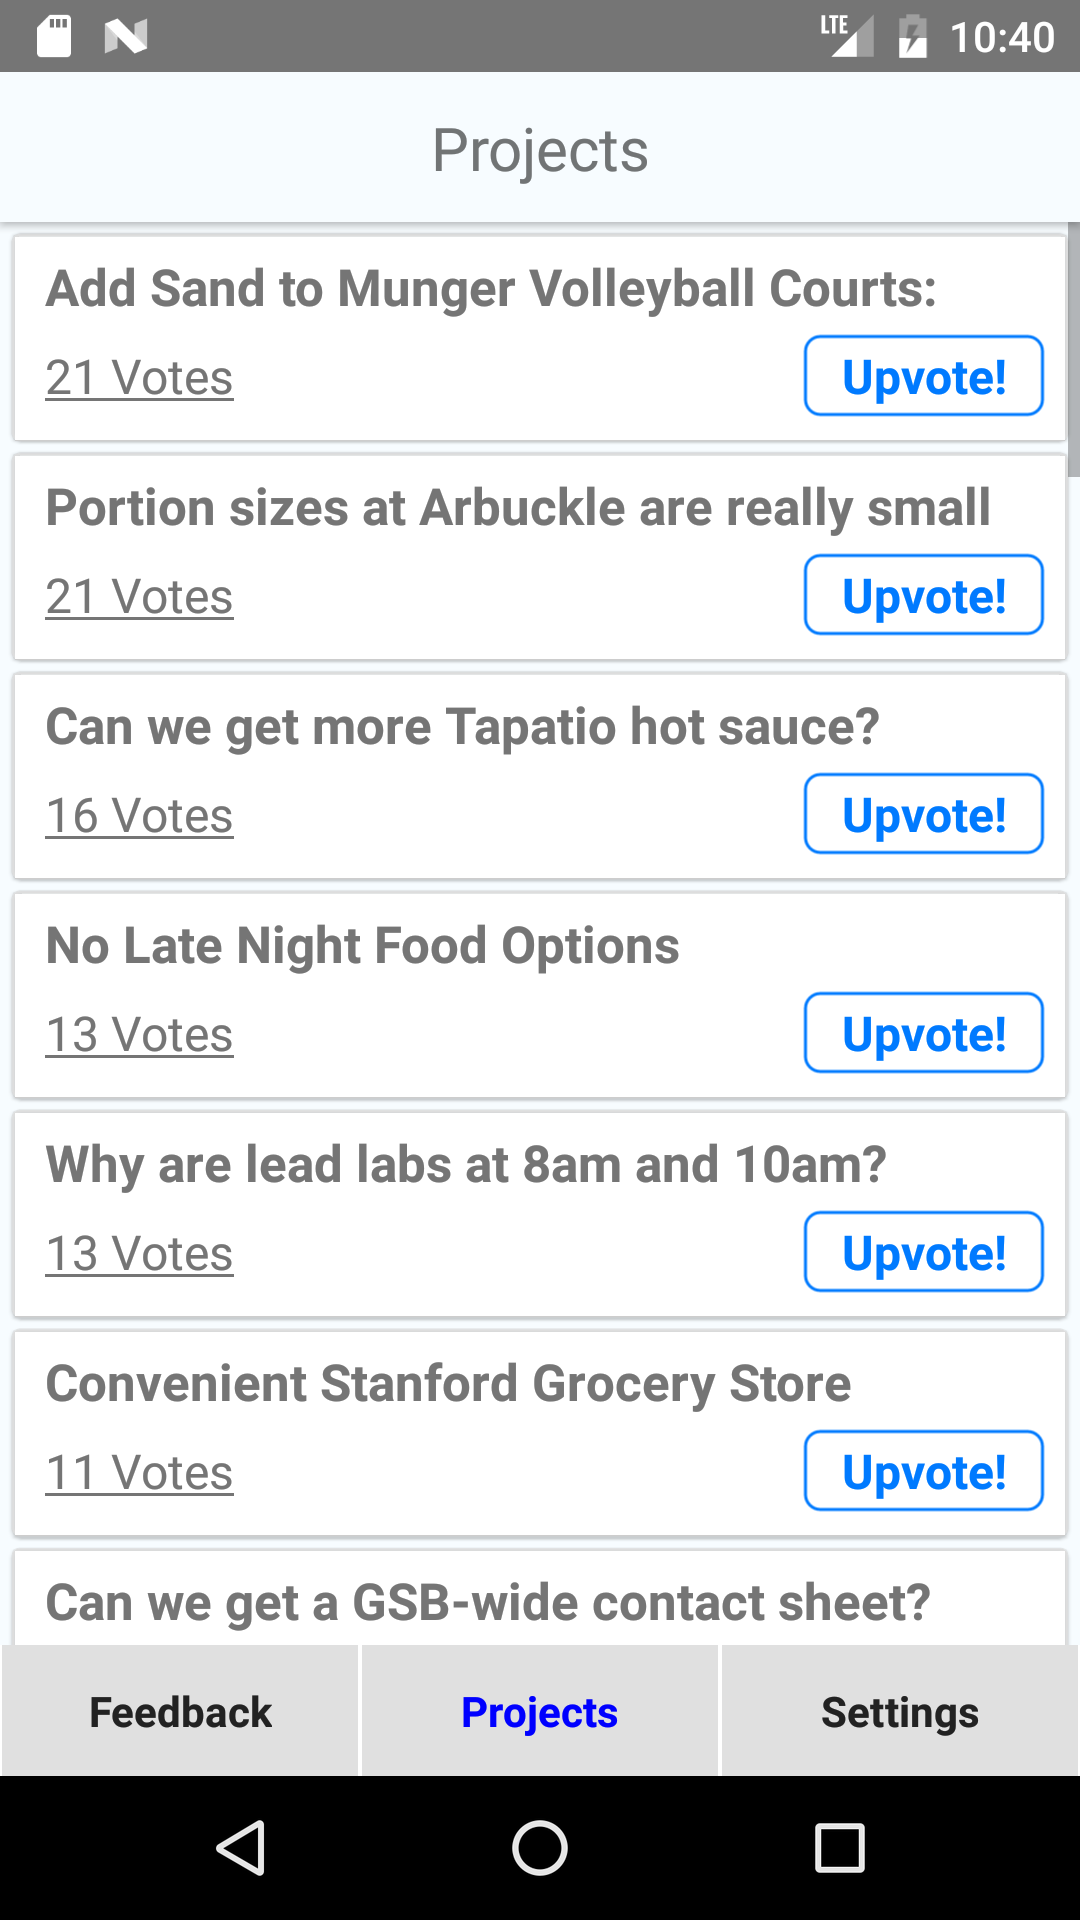 LTE 10:40
Projects
Add Sand to Munger Volleyball Courts:
21 Votes Upvote!
Portion sizes at Arbuckle are really small
21 Votes Upvote!
Can we get more Tapatio hot sauce?
16 Votes Upvote!
No Late Night Food Options
13 Votes Upvote!
Why are lead labs at 8am and 10am?
13 Votes Upvote!
Convenient Stanford Grocery Store
11 Votes Upvote!
Can we get a GSB-wide contact sheet?
Feedback Projects Settings